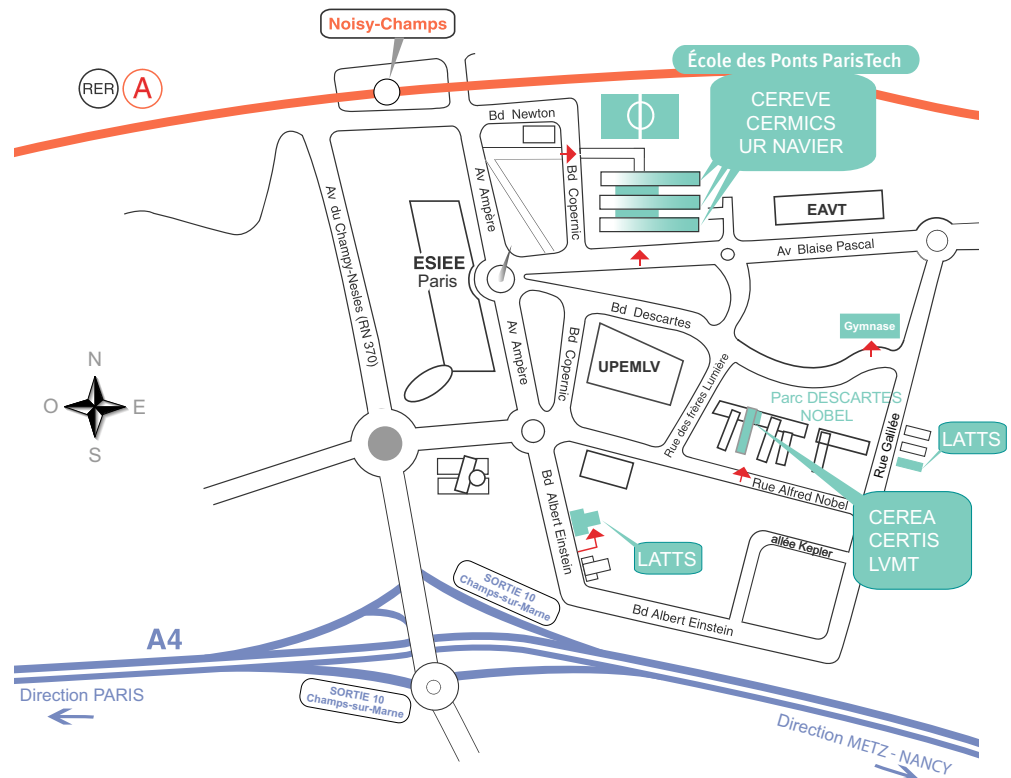 Noisy-Champs
École des Ponts ParisTech
RER
A
CEREVE
CERMICS
UR NAVIER
Bd Newton
Av Ampère
Bd Copernic
Av du Champy-Nesles (RN 370)
EAVT
Av Blaise Pascal
ESIEE
Paris
Bd Descartes
Gymnase
Av Ampère
Bd Copernic
UPEMLV
Rue des frères Lumière
N
O
E
S
Parc DESCARTES
NOBEL
Rue Galilée
LATTS
Rue Alfred Nobel
Bd Albert Einstein
CEREA
CERTIS
LVMT
allée Kepler
LATTS
SORTIE 10
Champs-sur-Marne
Bd Albert Einstein
A4
Direction PARIS
SORTIE 10
Champs-sur-Marne
Direction METZ - NANCY